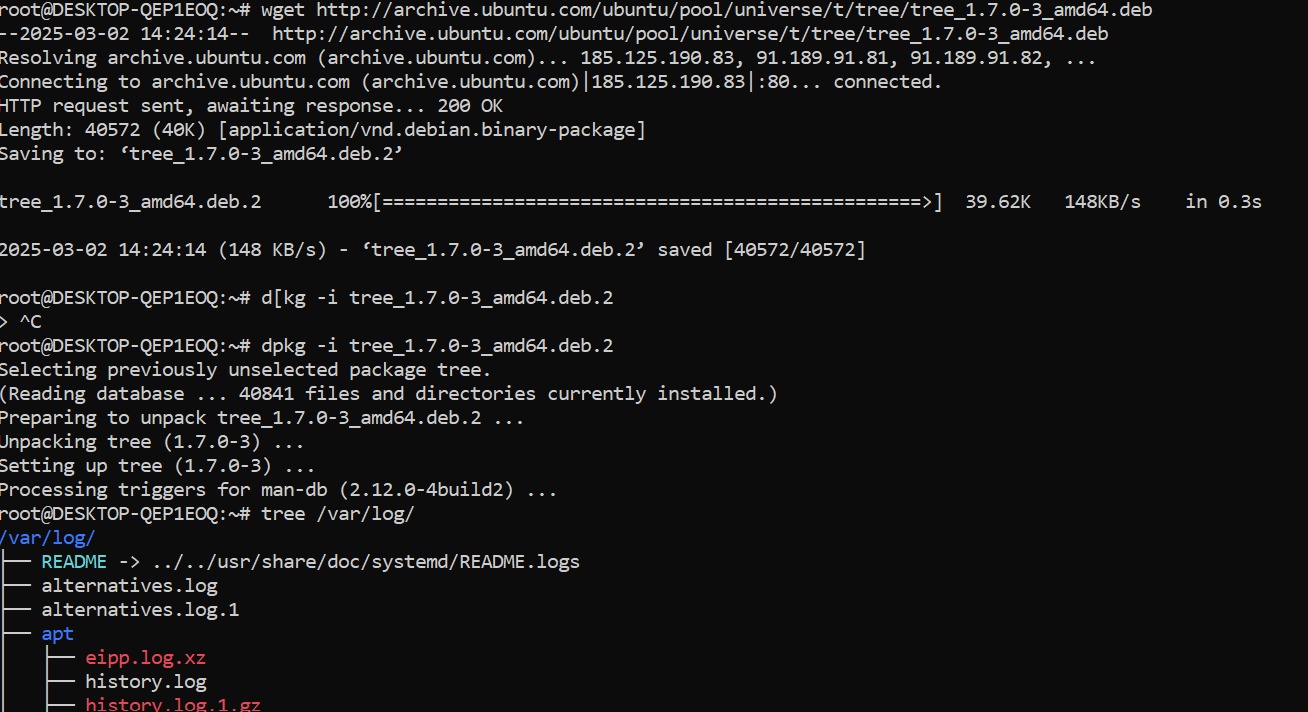 root@DESKTOP-QEP1EOQ:~# wget http://archive.ubuntu.com/ubuntu/pool/universe/t/tree/tree_1.7.0-3_amd64.deb
--2025-03-02 14:24:14--  http://archive.ubuntu.com/ubuntu/pool/universe/t/tree/tree_1.7.0-3_amd64.deb
Resolving archive.ubuntu.com (archive.ubuntu.com)... 185.125.190.83, 91.189.91.81, 91.189.91.82, ...
Connecting to archive.ubuntu.com (archive.ubuntu.com)|185.125.190.83|:80... connected.
HTTP request sent, awaiting response... 200 OK
Length: 40572 (40K) [application/vnd.debian.binary-package]
Saving to: ‘tree_1.7.0-3_amd64.deb.2’
tree_1.7.0-3_amd64.deb.2      100%[=================================================>]  39.62K   148KB/s    in 0.3s
2025-03-02 14:24:14 (148 KB/s) - ‘tree_1.7.0-3_amd64.deb.2’ saved [40572/40572]
root@DESKTOP-QEP1EOQ:~# d[kg -i tree_1.7.0-3_amd64.deb.2
> ^C
root@DESKTOP-QEP1EOQ:~# dpkg -i tree_1.7.0-3_amd64.deb.2
Selecting previously unselected package tree.
(Reading database ... 40841 files and directories currently installed.)
Preparing to unpack tree_1.7.0-3_amd64.deb.2 ...
Unpacking tree (1.7.0-3) ...
Setting up tree (1.7.0-3) ...
Processing triggers for man-db (2.12.0-4build2) ...
root@DESKTOP-QEP1EOQ:~# tree /var/log/
/var/log/
├── README -> ../../usr/share/doc/systemd/README.logs
├── alternatives.log
├── alternatives.log.1
├── apt
│   ├── eipp.log.xz
│   ├── history.log
│   ├── history.log.1.gz